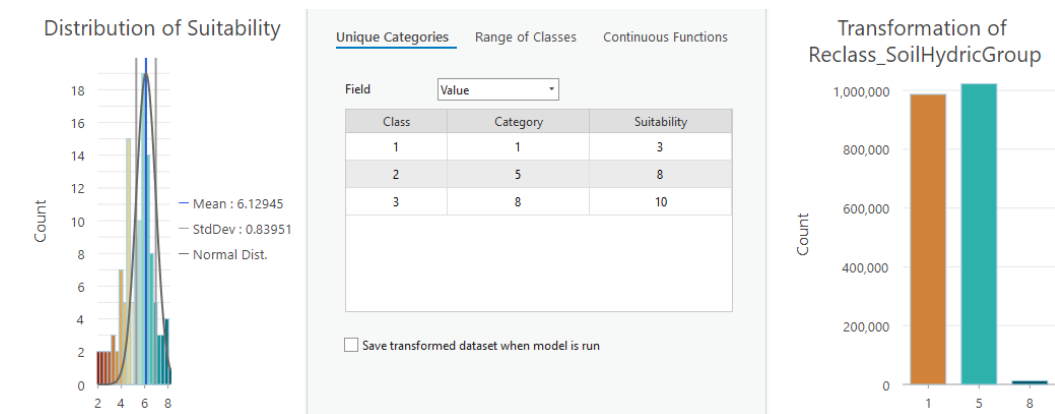 Distribution of Suitability
18
16
14
12
10
8
6
4
2
0
Count
2 4 6 8
Mean : 6.12945
StdDev : 0.83951
Normal Dist.
Unique Categories Range of Classes Continuous Functions
Field Value
Class Category Suitability
1 1 3
2 5 8
3 8 10
Save transformed dataset when model is run
Transformation of
Reclass_SoilHydricGroup
1,000,000
800,000
600,000
400,000
200,000
0
Count
1 5 8